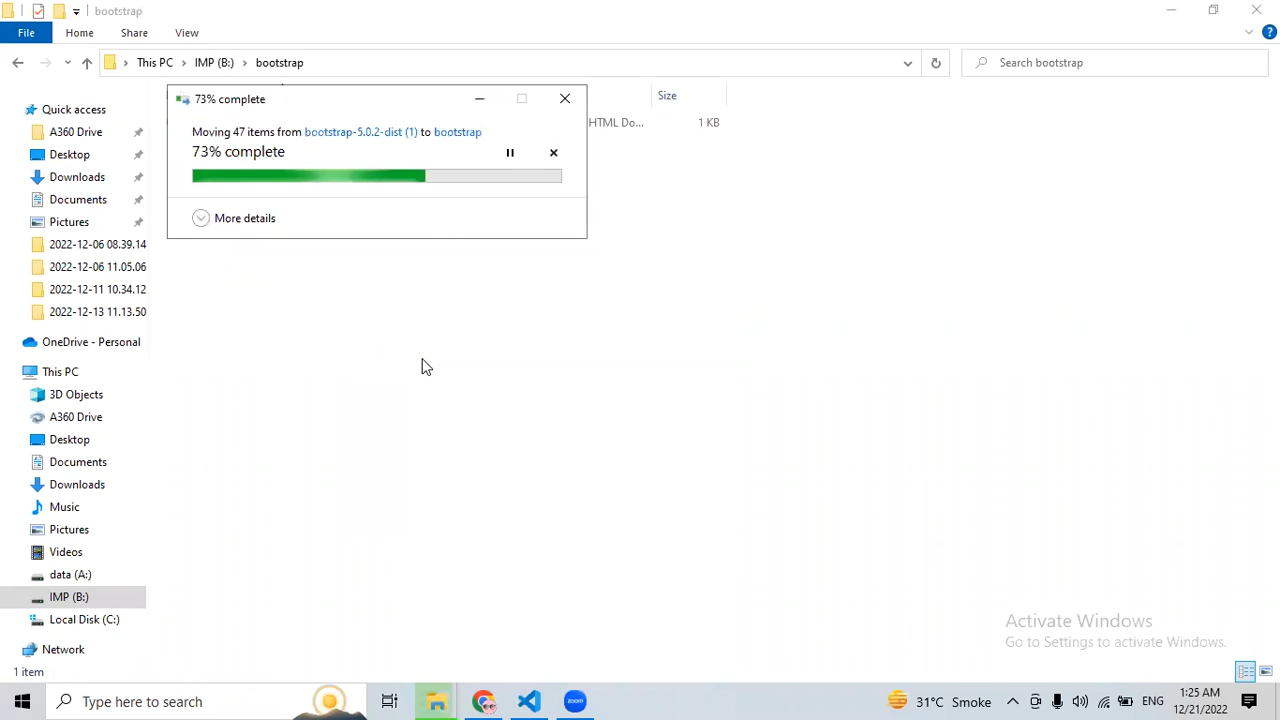 bootstrap
File Home Share View
This PC IMP (B:) bootstrap
Search bootstrap
73% complete
Size
Moving 47 items from bootstrap-5.0.2-dist (1) to bootstrap
HTML Do... 1 KB
73% complete
More details
Quick access
A360 Drive
Desktop
Downloads
Documents
Pictures
2022-12-06 08.39.14
2022-12-06 11.05.06
2022-12-11 10.34.12
2022-12-13 11.13.50
OneDrive - Personal
This PC
3D Objects
A360 Drive
Desktop
Documents
Downloads
Music
Pictures
Videos
data (A:)
IMP (B:)
Local Disk (C:)
Network
1 item
Activate Windows
Go to Settings to activate Windows.
Type here to search
zoom
31°C Smoke
ENG
1:25 AM
12/21/2022